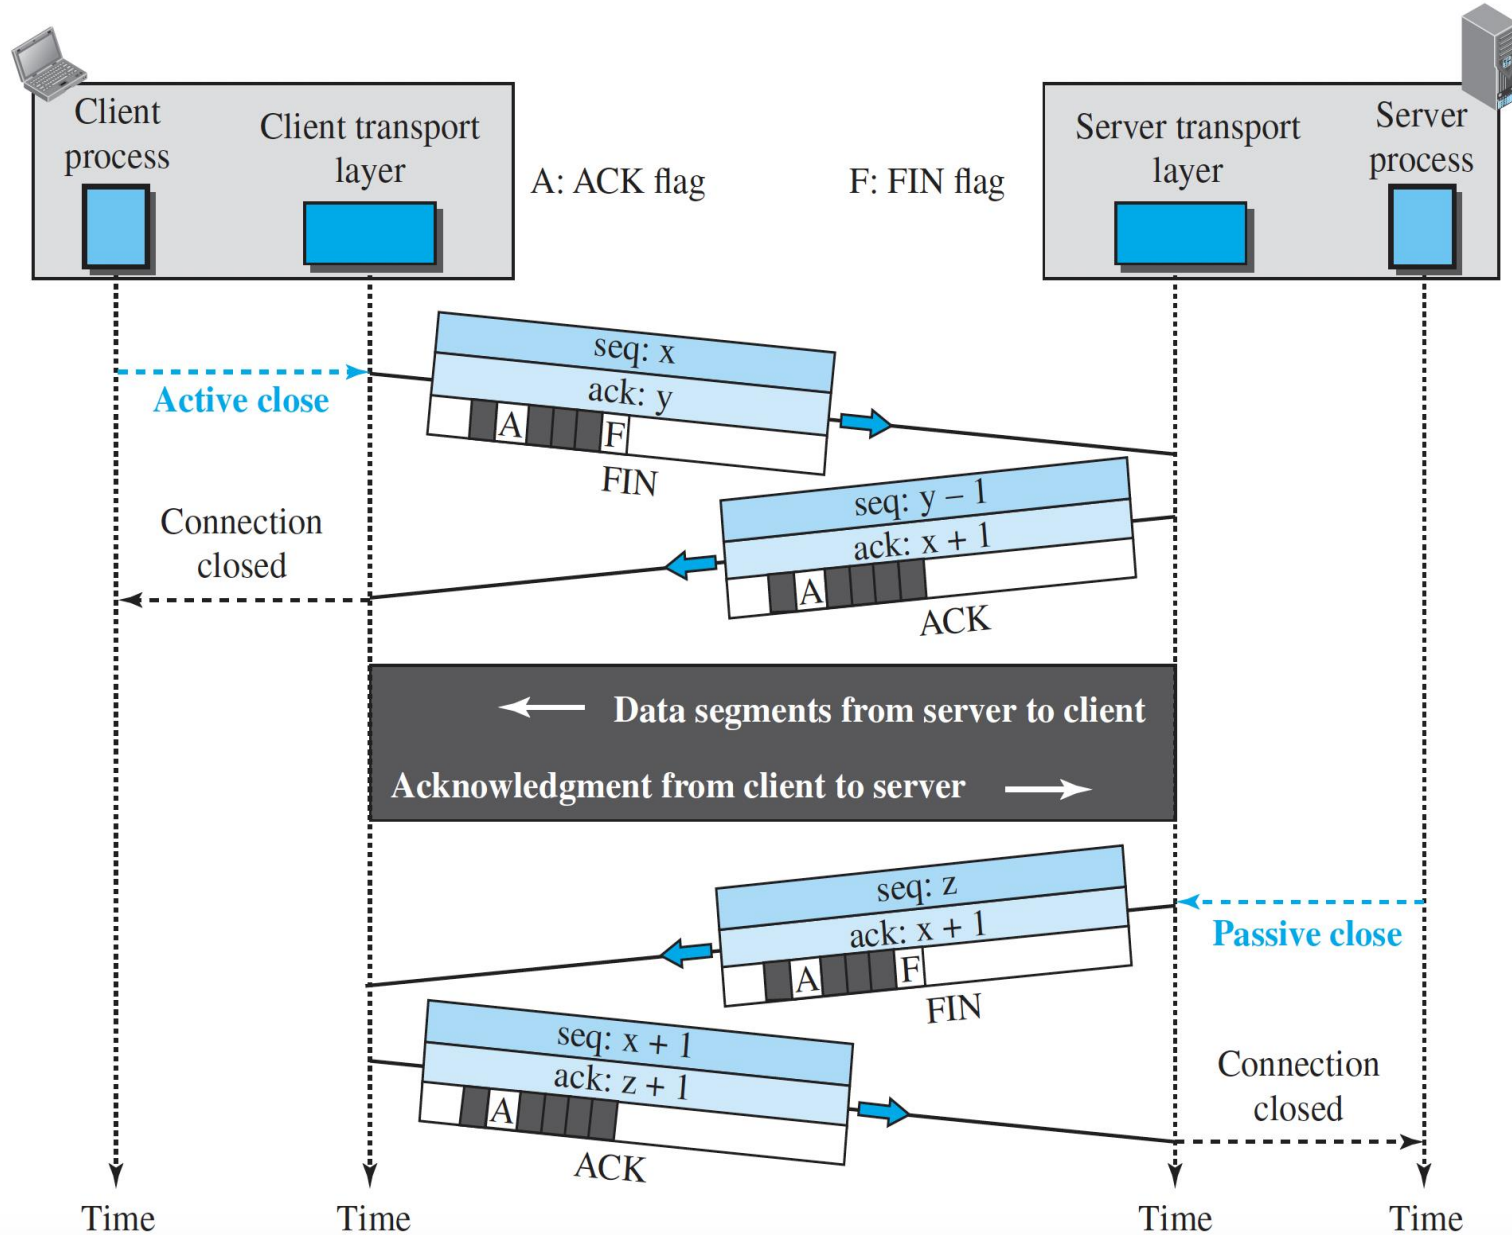 Client
process
Client transport
layer
A: ACK flag
F: FIN flag
Server transport
layer
Server
process
seq: x
ack: y
A
F
FIN
Active close
seq: y – 1
ack: x + 1
A
ACK
Connection
closed
Data segments from server to client
Acknowledgment from client to server
seq: z
ack: x + 1
A
F
FIN
Passive close
seq: x + 1
ack: z + 1
A
ACK
Connection
closed
Time
Time
Time
Time